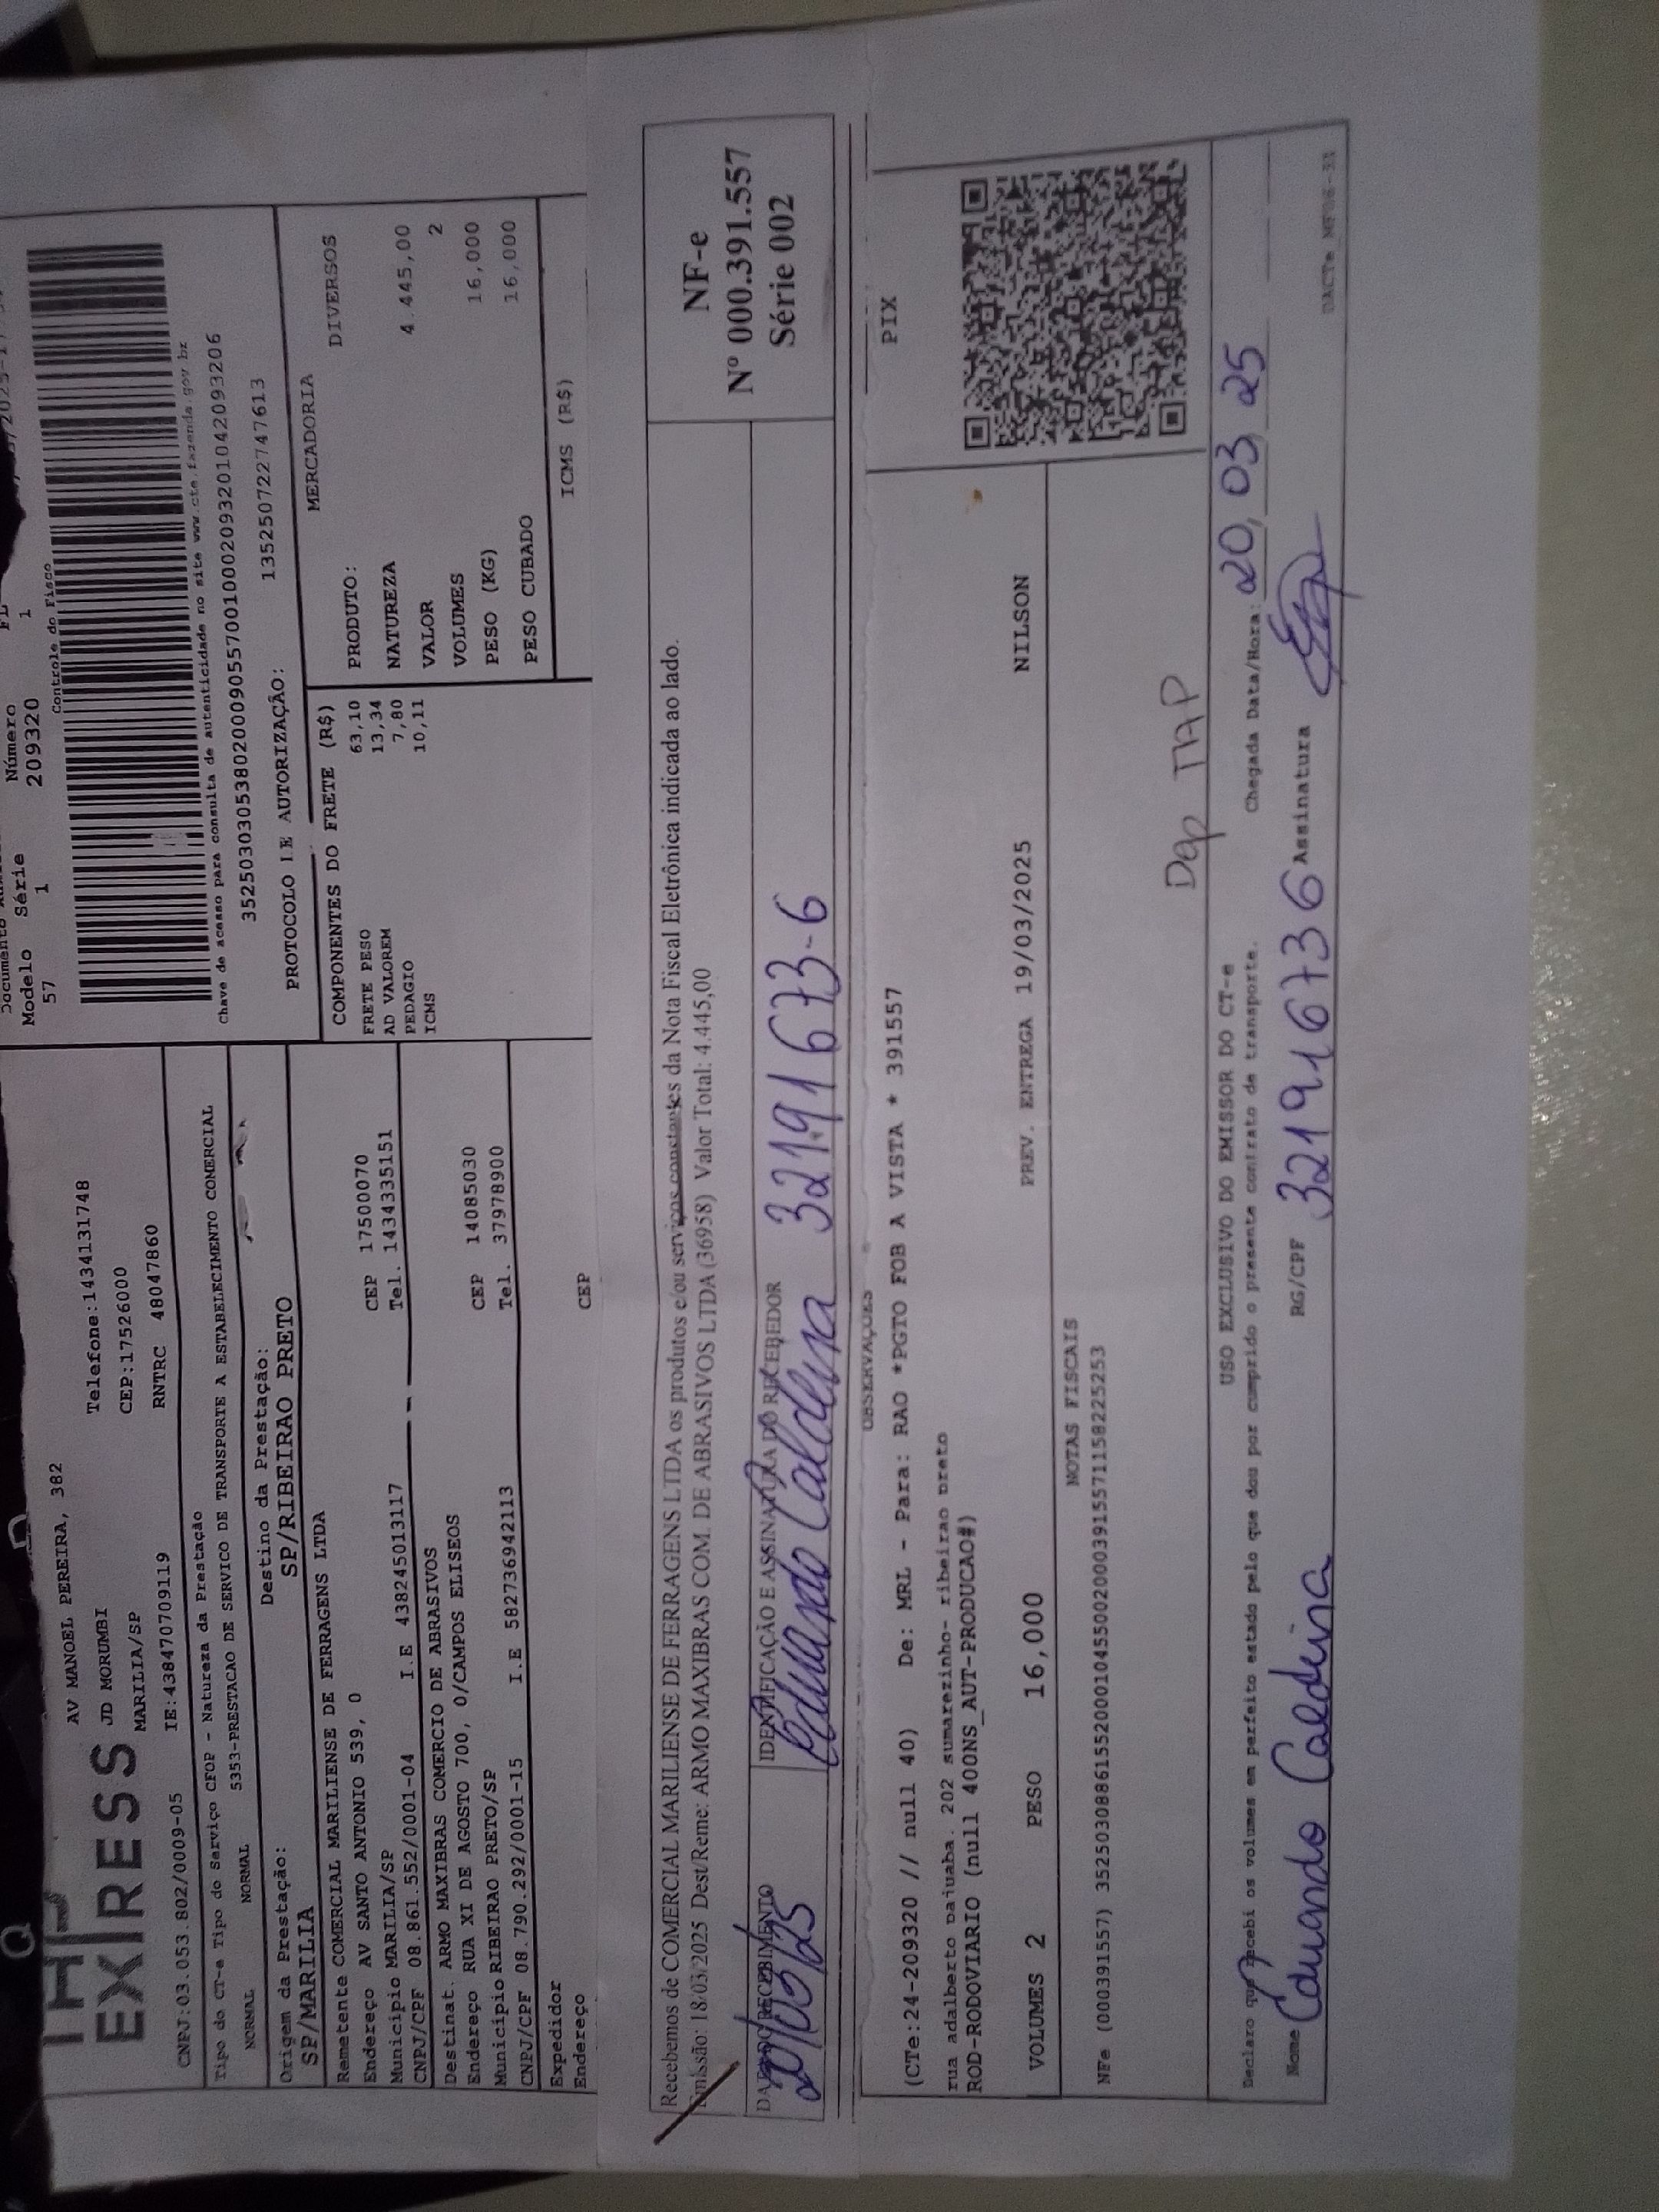 Modelo Série Número
57 1 209320 1
Controle do Fisco
EXPRESS
AV MANOEL PEREIRA, 382
JD MORUMBI Telefone:1434131748
MARILIA/SP CEP:17526000
CNPJ:03.053.802/0009-05 IE:438470709119 RNTRC 48047860
Chave de acesso para consulta de autenticidade no site www.cte.fazenda.gov.br
35250303053802000905570010002093201042093206
Tipo do CT-e Tipo do Serviço CFOP - Natureza da Prestação
NORMAL NORMAL 5353-PRESTACAO DE SERVICO DE TRANSPORTE A ESTABELECIMENTO COMERCIAL
PROTOCOLO DE AUTORIZAÇÃO: 135250722747613
Origem da Prestação: Destino da Prestação:
SP/MARILIA SP/RIBEIRAO PRETO
Remetente COMERCIAL MARILIENSE DE FERRAGENS LTDA
Endereço AV SANTO ANTONIO 539, 0 CEP 17500070
Município MARILIA/SP Tel. 1434335151
CNPJ/CPF 08.861.552/0001-04 I.E 438245013117
Destinat. ARMO MAXIBRAS COMERCIO DE ABRASIVOS
Endereço RUA XI DE AGOSTO 700, 0/CAMPOS ELISEOS CEP 14085030
Município RIBEIRAO PRETO/SP Tel. 37978900
CNPJ/CPF 08.790.292/0001-15 I.E 582736942113
Expedidor
Endereço CEP
COMPONENTES DO FRETE (R$)
FRETE PESO 63,10
AD VALOREM 13,34
PEDAGIO 7,80
ICMS 10,11
MERCADORIA
PRODUTO: DIVERSOS
NATUREZA
VALOR 4.445,00
VOLUMES 2
PESO (KG) 16,000
PESO CUBADO 16,000
ICMS (R$)
Recebemos de COMERCIAL MARILIENSE DE FERRAGENS LTDA os produtos e/ou serviços constantes da Nota Fiscal Eletrônica indicada ao lado.
Emissão: 18/03/2025 Dest/Reme: ARMO MAXIBRAS COM. DE ABRASIVOS LTDA (36958) Valor Total: 4.445,00
NF-e
Nº 000.391.557
Série 002
DATA DO RECEBIMENTO IDENTIFICAÇÃO E ASSINATURA DO RECEBEDOR
20/03/25 Eduardo Caldeira 32191673-6
OBSERVAÇÕES PIX
(CTe:24-209320 // null 40) De: MRL - Para: RAO *PGTO FOB A VISTA * 391557
rua adalberto pajuaba. 202 sumarezinho- ribeirao preto
ROD-RODOVIARIO (null 400NS_AUT-PRODUCAO#)
VOLUMES 2 PESO 16,000 PREV. ENTREGA 19/03/2025 NILSON
NOTAS FISCAIS
NFe (000391557) 35250308861552000104550020003915571158225253
Dep TAP
USO EXCLUSIVO DO EMISSOR DO CT-e
Declaro que recebi os volumes em perfeito estado pelo que dou por cumprido o presente contrato de transporte. Chegada Data/Hora: 20, 03, 25
Nome Eduardo Caldeira RG/CPF 321916736 Assinatura